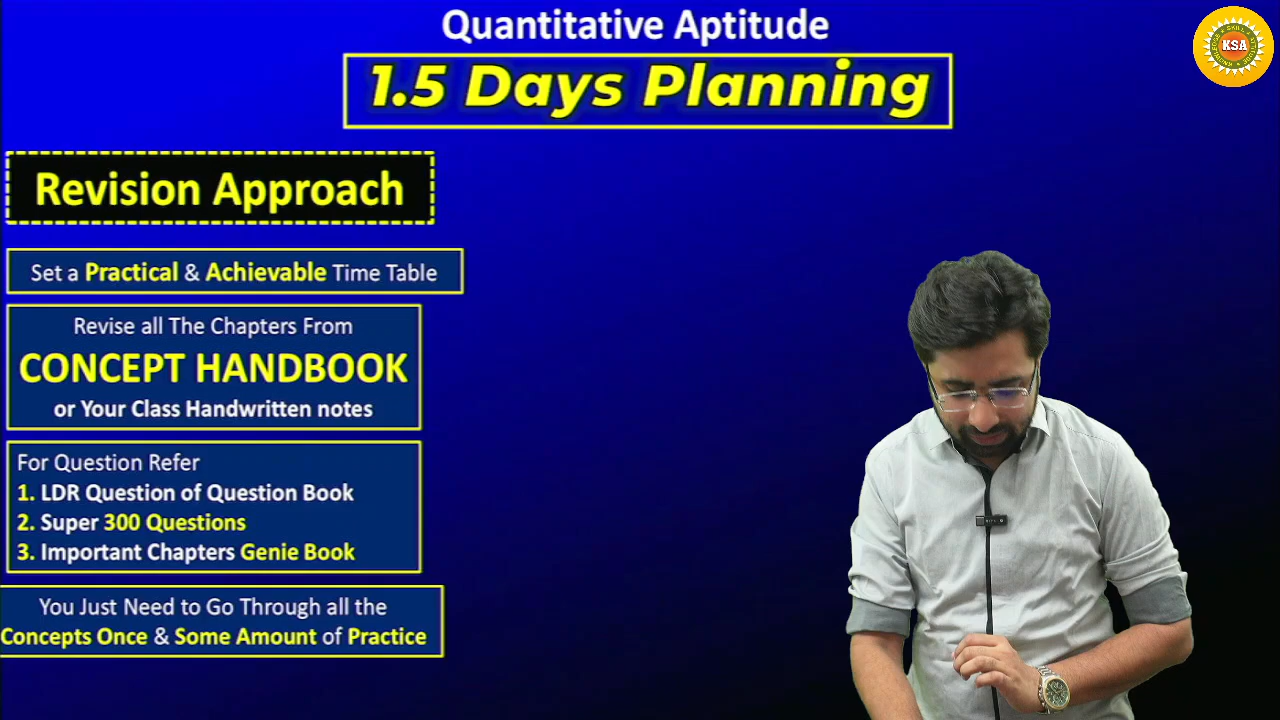 Quantitative Aptitude
1.5 Days Planning
KSA
Revision Approach
Set a Practical & Achievable Time Table
Revise all The Chapters From
CONCEPT HANDBOOK
or Your Class Handwritten notes
For Question Refer
1. LDR Question of Question Book
2. Super 300 Questions
3. Important Chapters Genie Book
You Just Need to Go Through all the
Concepts Once & Some Amount of Practice